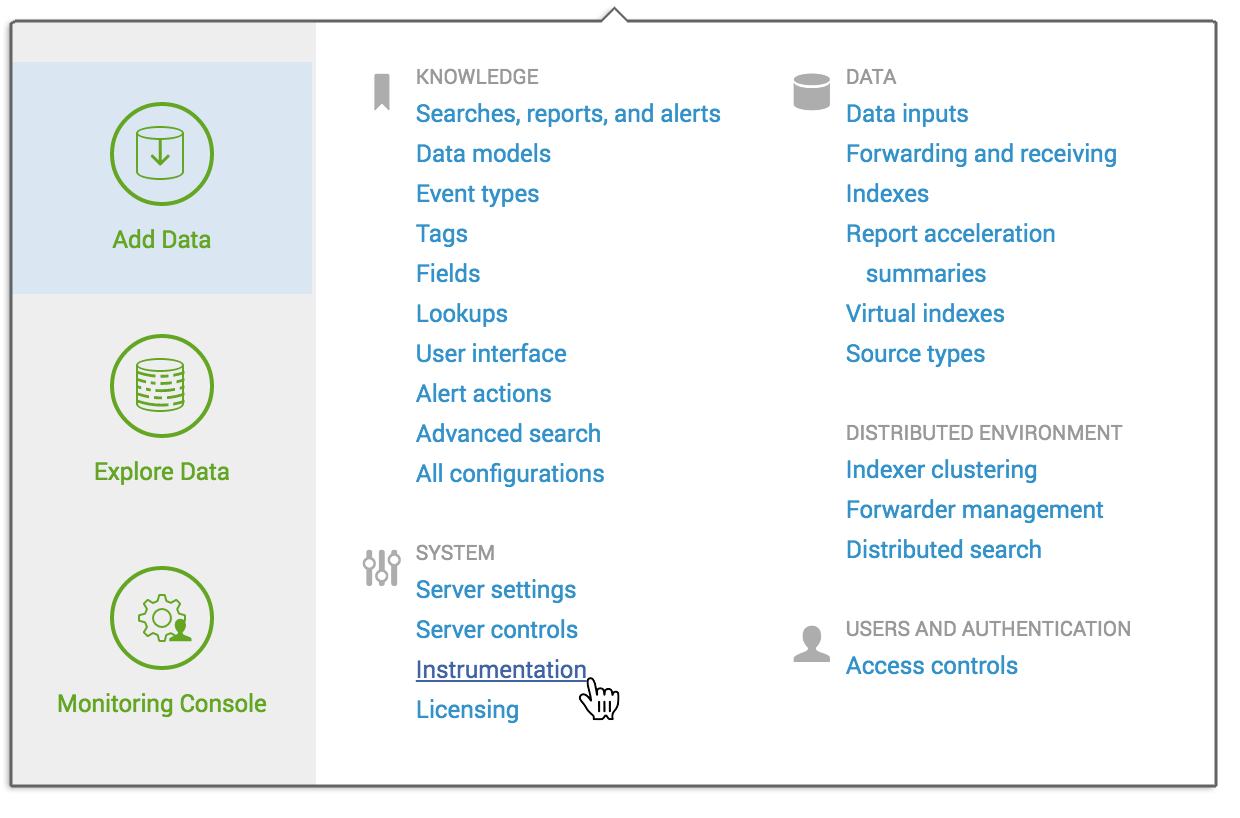 Add Data
Explore Data
Monitoring Console
KNOWLEDGE
Searches, reports, and alerts
Data models
Event types
Tags
Fields
Lookups
User interface
Alert actions
Advanced search
All configurations
SYSTEM
Server settings
Server controls
Instrumentation
Licensing
DATA
Data inputs
Forwarding and receiving
Indexes
Report acceleration
summaries
Virtual indexes
Source types
DISTRIBUTED ENVIRONMENT
Indexer clustering
Forwarder management
Distributed search
USERS AND AUTHENTICATION
Access controls